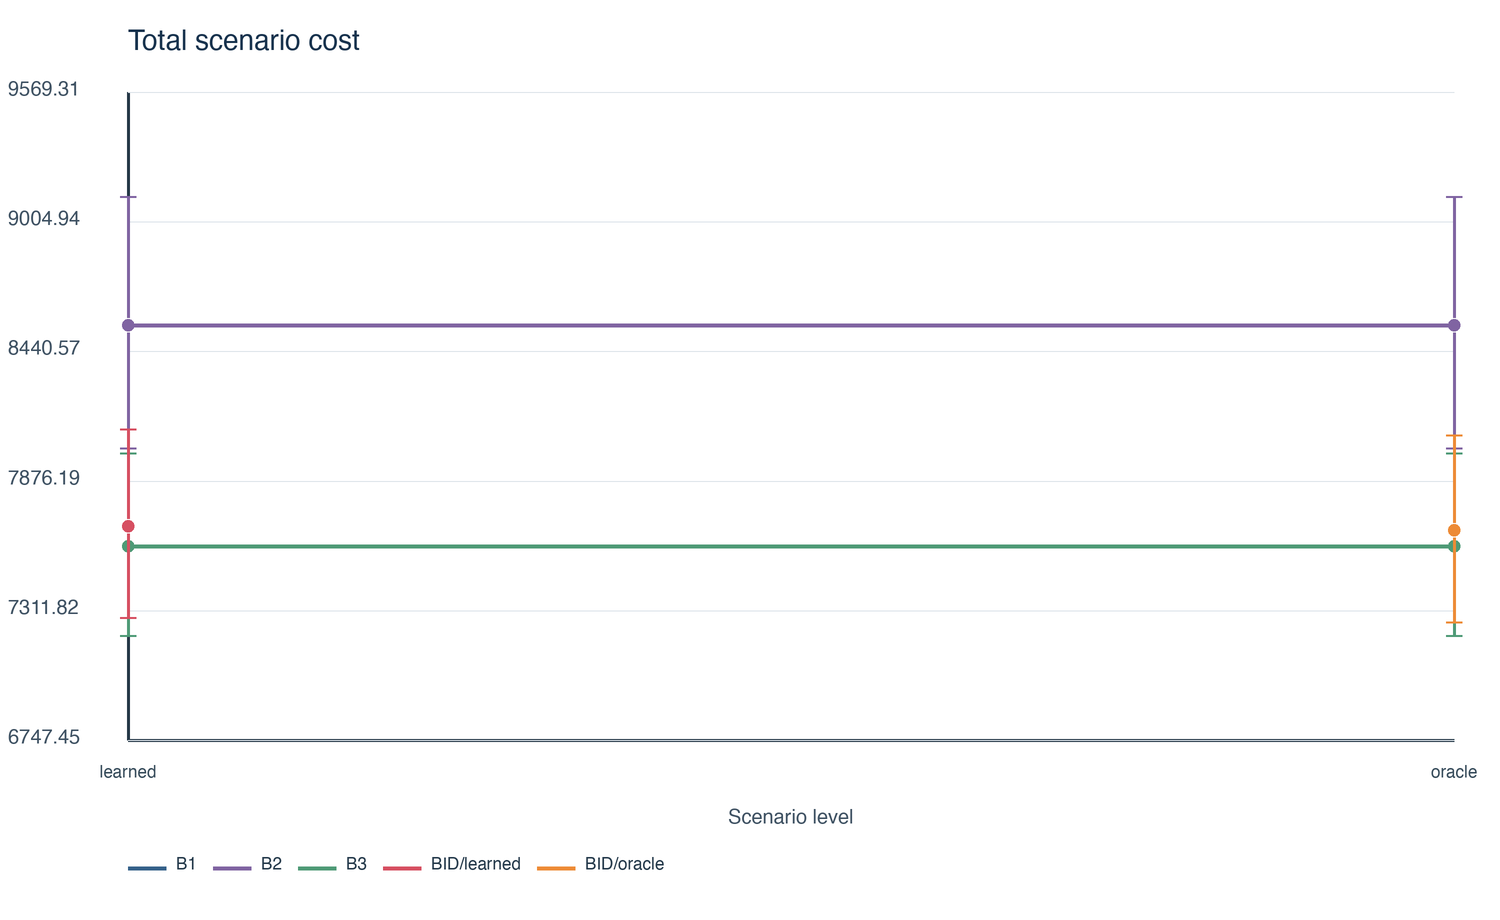 Total scenario cost
9569.31
9004.94
8440.57
7876.19
7311.82
6747.45
learned oracle
Scenario level
B1 B2 B3 BID/learned BID/oracle